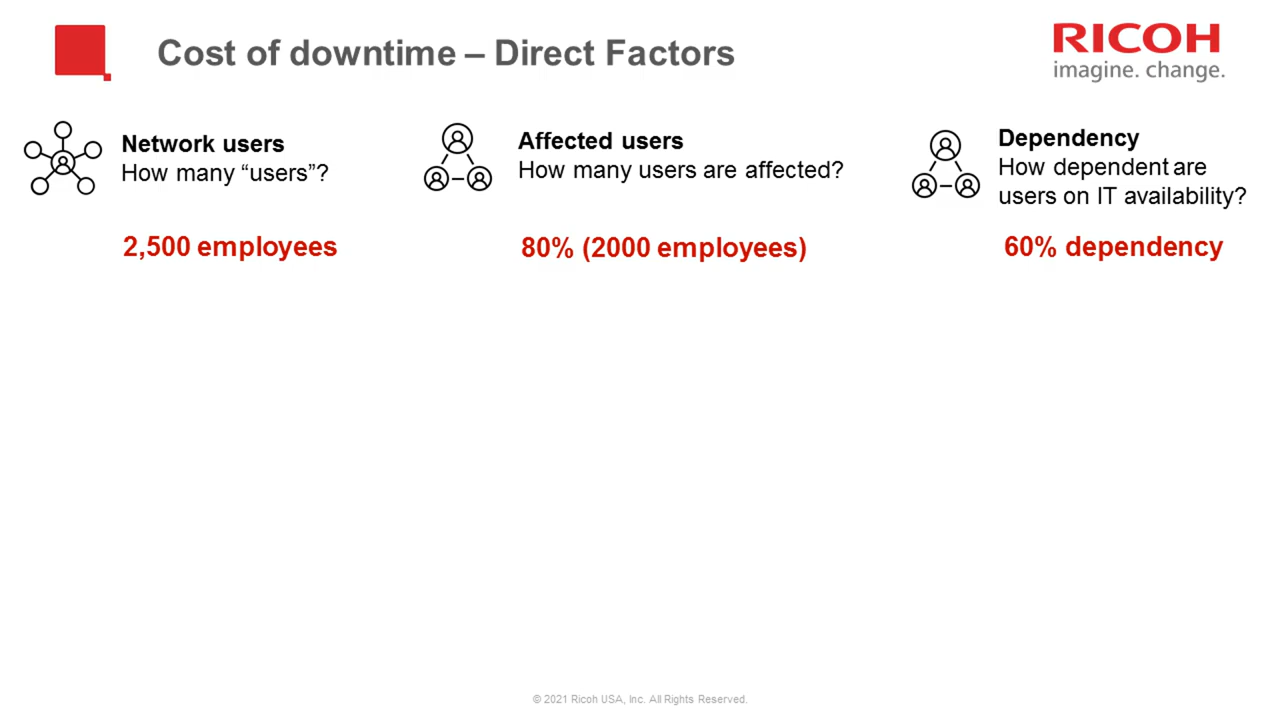 Cost of downtime – Direct Factors
RICOH
imagine. change.
Network users
How many “users”?
2,500 employees
Affected users
How many users are affected?
80% (2000 employees)
Dependency
How dependent are
users on IT availability?
60% dependency
© 2021 Ricoh USA, Inc. All Rights Reserved.